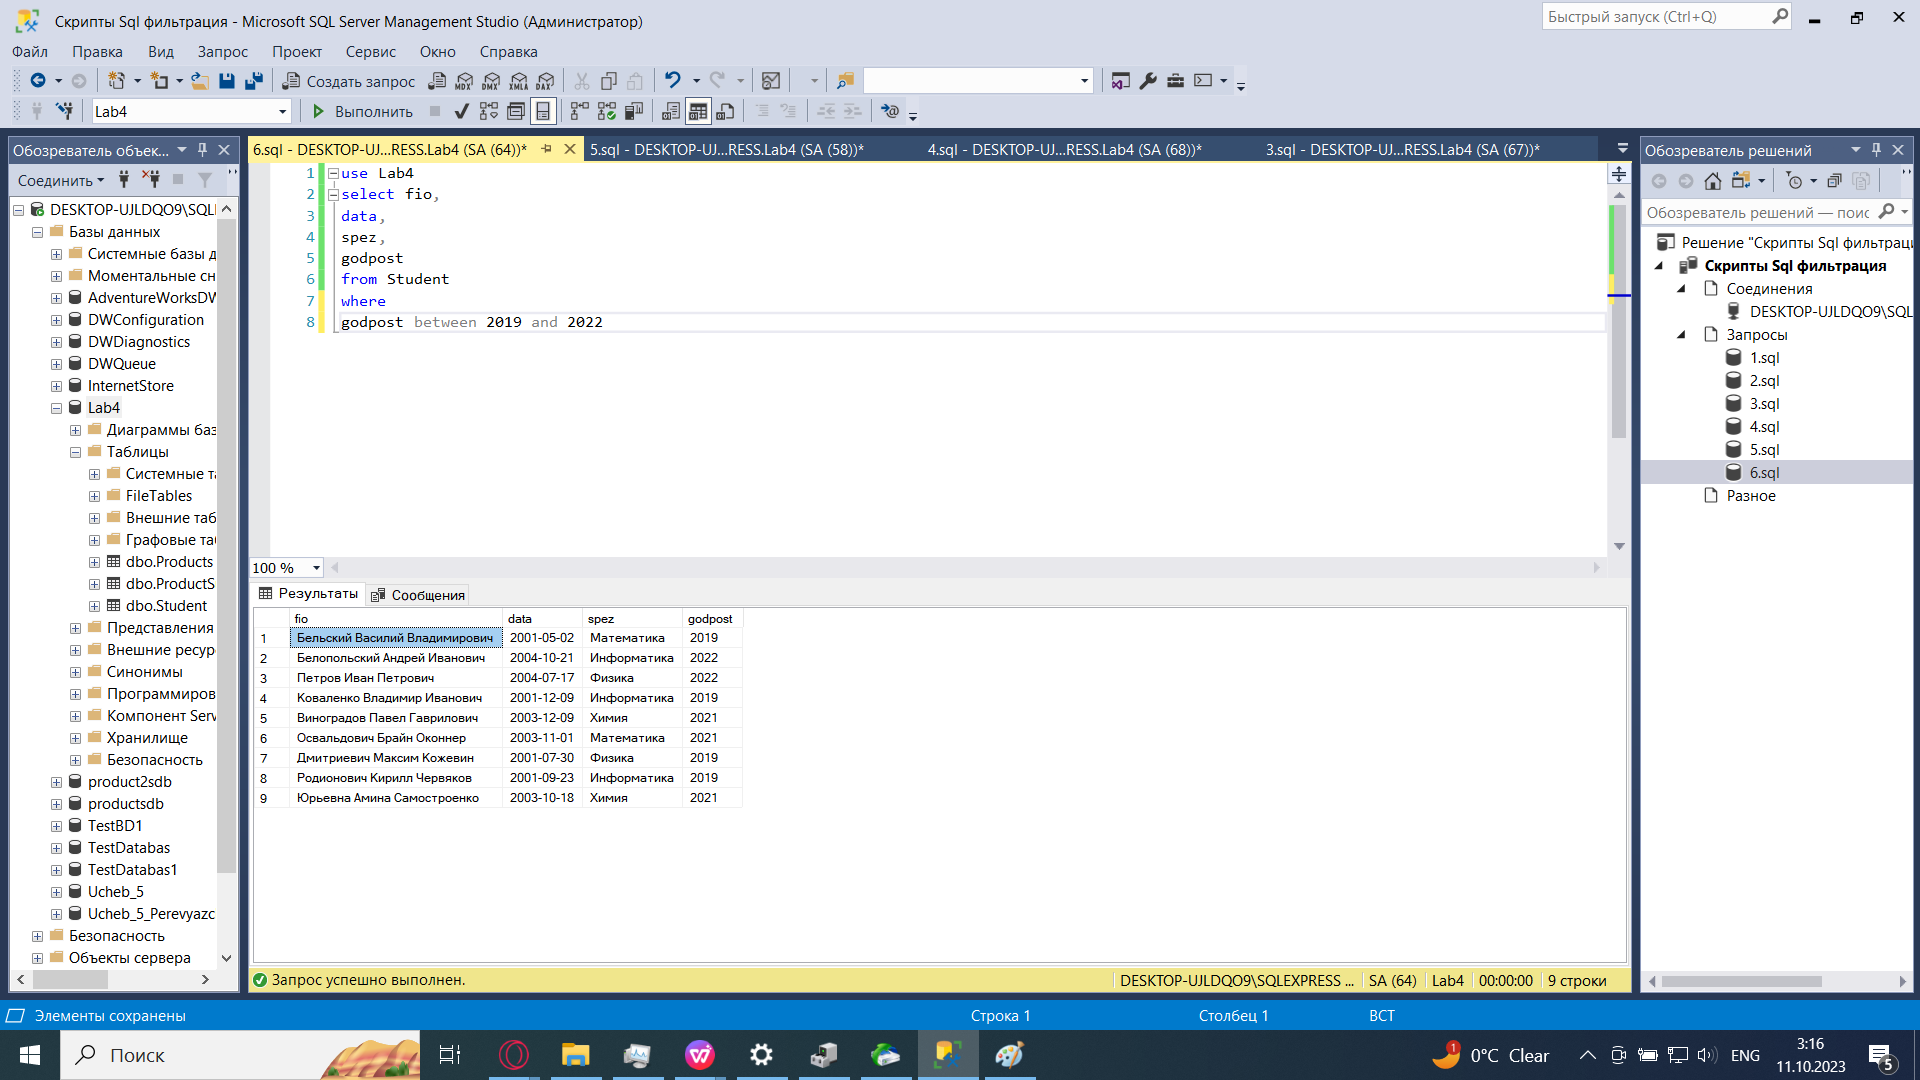 Скрипты Sql фильтрация - Microsoft SQL Server Management Studio (Администратор)
Быстрый запуск (Ctrl+Q)
Файл Правка Вид Запрос Проект Сервис Окно Справка
Создать запрос MDX DMX XMLA DAX
Lab4 Выполнить
Обозреватель объек...
Соединить
DESKTOP-UJLDQO9\SQL
Базы данных
Системные базы д
Моментальные сн
AdventureWorksDW
DWConfiguration
DWDiagnostics
DWQueue
InternetStore
Lab4
Диаграммы баз
Таблицы
Системные та
FileTables
Внешние таб
Графовые та
dbo.Products
dbo.ProductS
dbo.Student
Представления
Внешние ресур
Синонимы
Программиров
Компонент Serv
Хранилище
Безопасность
product2sdb
productsdb
TestBD1
TestDatabas
TestDatabas1
Ucheb_5
Ucheb_5_Perevyazc
Безопасность
Объекты сервера
6.sql - DESKTOP-UJ...RESS.Lab4 (SA (64))* 5.sql - DESKTOP-UJ...RESS.Lab4 (SA (58))* 4.sql - DESKTOP-UJ...RESS.Lab4 (SA (68))* 3.sql - DESKTOP-UJ...RESS.Lab4 (SA (67))*
1 use Lab4
2 select fio,
3 data,
4 spez,
5 godpost
6 from Student
7 where
8 godpost between 2019 and 2022
100 %
Результаты Сообщения
fio data spez godpost
1 Бельский Василий Владимирович 2001-05-02 Математика 2019
2 Белопольский Андрей Иванович 2004-10-21 Информатика 2022
3 Петров Иван Петрович 2004-07-17 Физика 2022
4 Коваленко Владимир Иванович 2001-12-09 Информатика 2019
5 Виноградов Павел Гаврилович 2003-12-09 Химия 2021
6 Освальдович Брайн Оконнер 2003-11-01 Математика 2021
7 Дмитриевич Максим Кожевин 2001-07-30 Физика 2019
8 Родионович Кирилл Червяков 2001-09-23 Информатика 2019
9 Юрьевна Амина Самостроенко 2003-10-18 Химия 2021
Запрос успешно выполнен. DESKTOP-UJLDQO9\SQLEXPRESS ... SA (64) Lab4 00:00:00 9 строки
Обозреватель решений
Обозреватель решений — поис
Решение "Скрипты Sql фильтраци
Скрипты Sql фильтрация
Соединения
DESKTOP-UJLDQO9\SQL
Запросы
1.sql
2.sql
3.sql
4.sql
5.sql
6.sql
Разное
Элементы сохранены Строка 1 Столбец 1 ВСТ
Поиск
1 0°C Clear ENG 3:16
11.10.2023
5